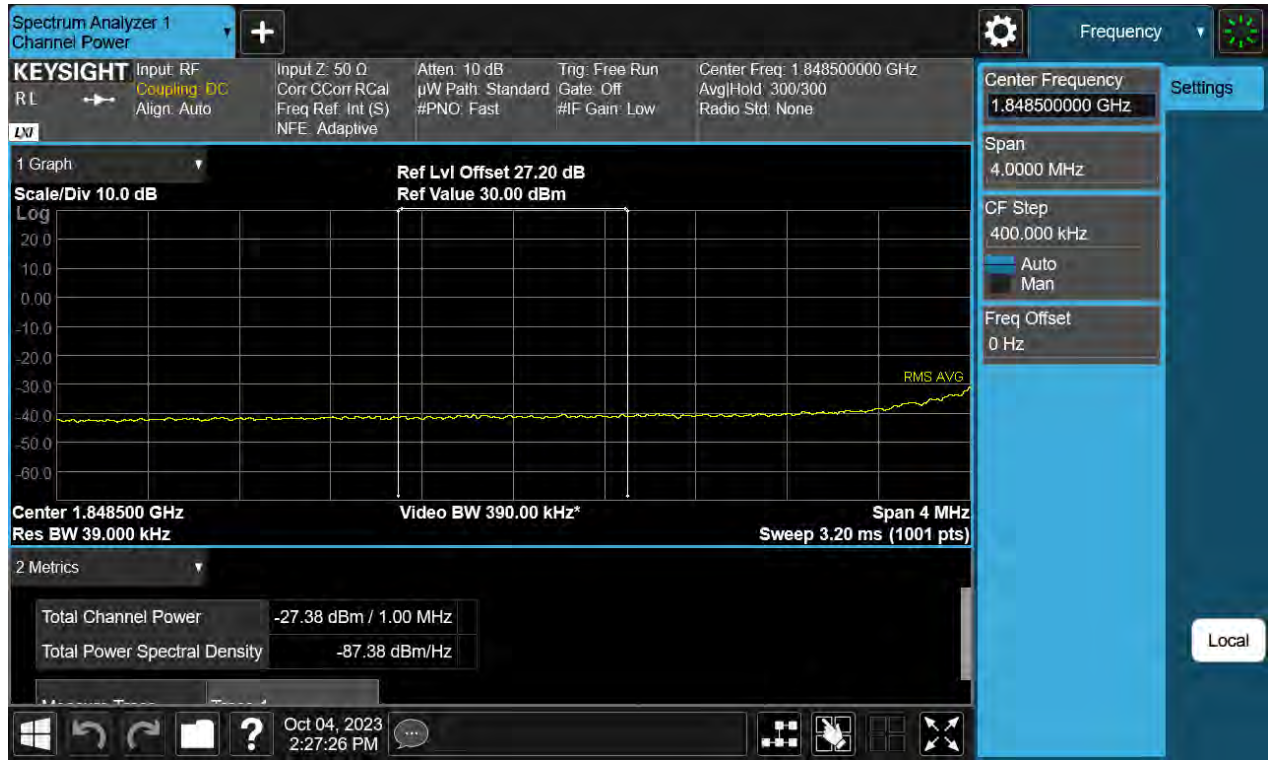 Spectrum Analyzer 1
Channel Power
+
Frequency
KEYSIGHT
RL
LXI
Input: RF
Coupling: DC
Align: Auto
Input Z: 50 Ω
Corr CCorr RCal
Freq Ref: Int (S)
NFE: Adaptive
Atten: 10 dB
µW Path: Standard
#PNO: Fast
Trig: Free Run
Gate: Off
#IF Gain: Low
Center Freq: 1.848500000 GHz
Avg|Hold: 300/300
Radio Std: None
1 Graph
Scale/Div 10.0 dB
Ref Lvl Offset 27.20 dB
Ref Value 30.00 dBm
Log
20.0
10.0
0.00
-10.0
-20.0
-30.0
-40.0
-50.0
-60.0
RMS AVG
Center 1.848500 GHz
Res BW 39.000 kHz
Video BW 390.00 kHz*
Span 4 MHz
Sweep 3.20 ms (1001 pts)
2 Metrics
Total Channel Power -27.38 dBm / 1.00 MHz
Total Power Spectral Density -87.38 dBm/Hz
?
Oct 04, 2023
2:27:26 PM
Center Frequency
1.848500000 GHz
Settings
Span
4.0000 MHz
CF Step
400.000 kHz
Auto
Man
Freq Offset
0 Hz
Local